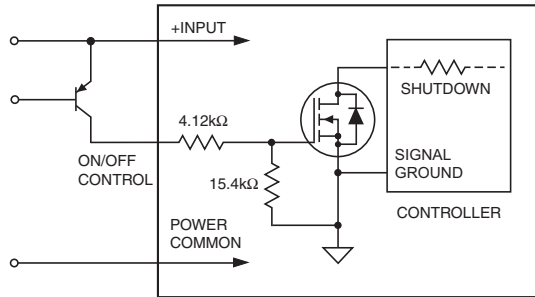 +INPUT
4.12kΩ
ON/OFF
CONTROL
15.4kΩ
POWER
COMMON
SHUTDOWN
SIGNAL
GROUND
CONTROLLER